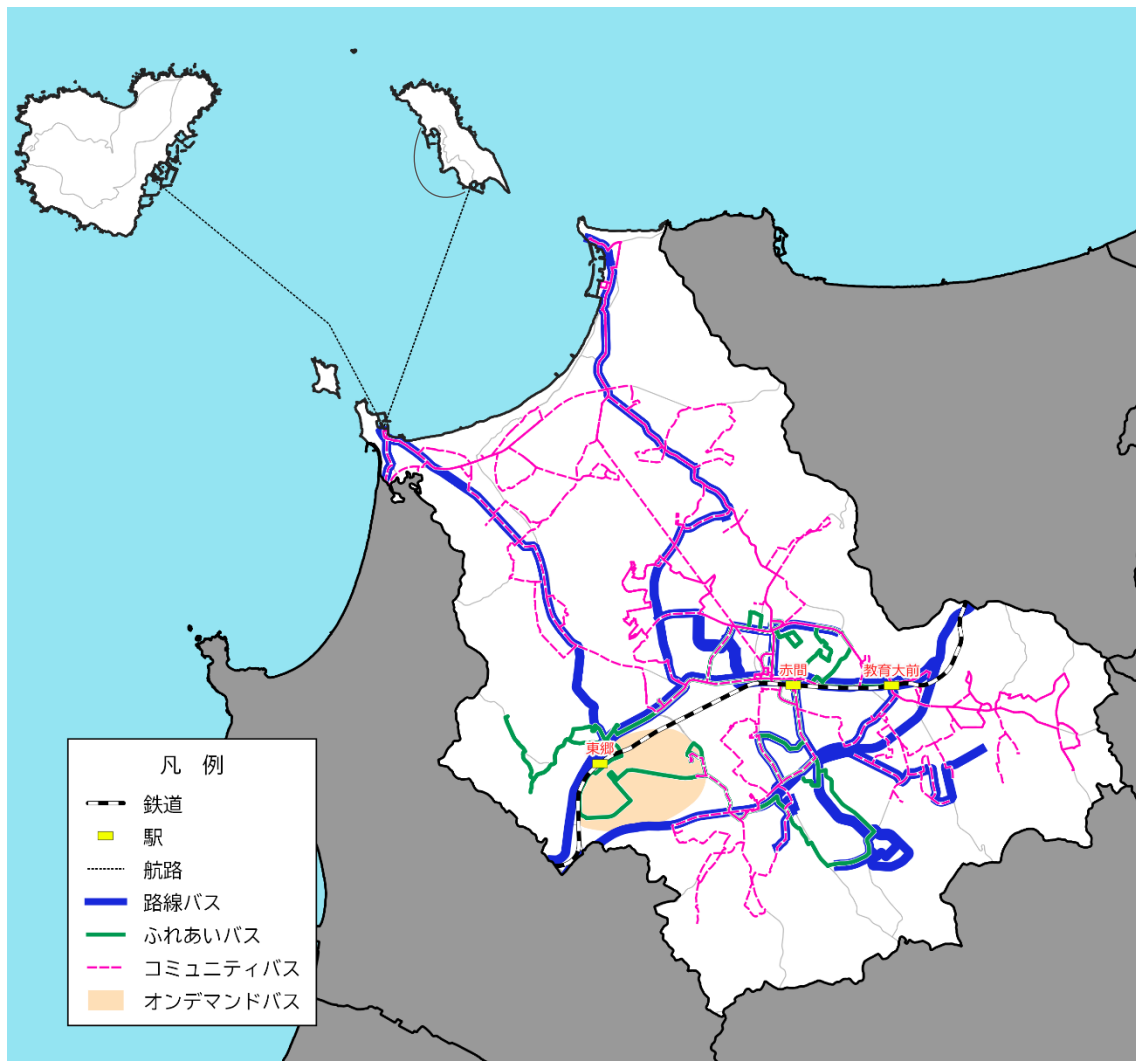 赤間
教育大前
東郷
凡 例
鉄道
駅
航路
路線バス
ふれあいバス
コミュニティバス
オンデマンドバス